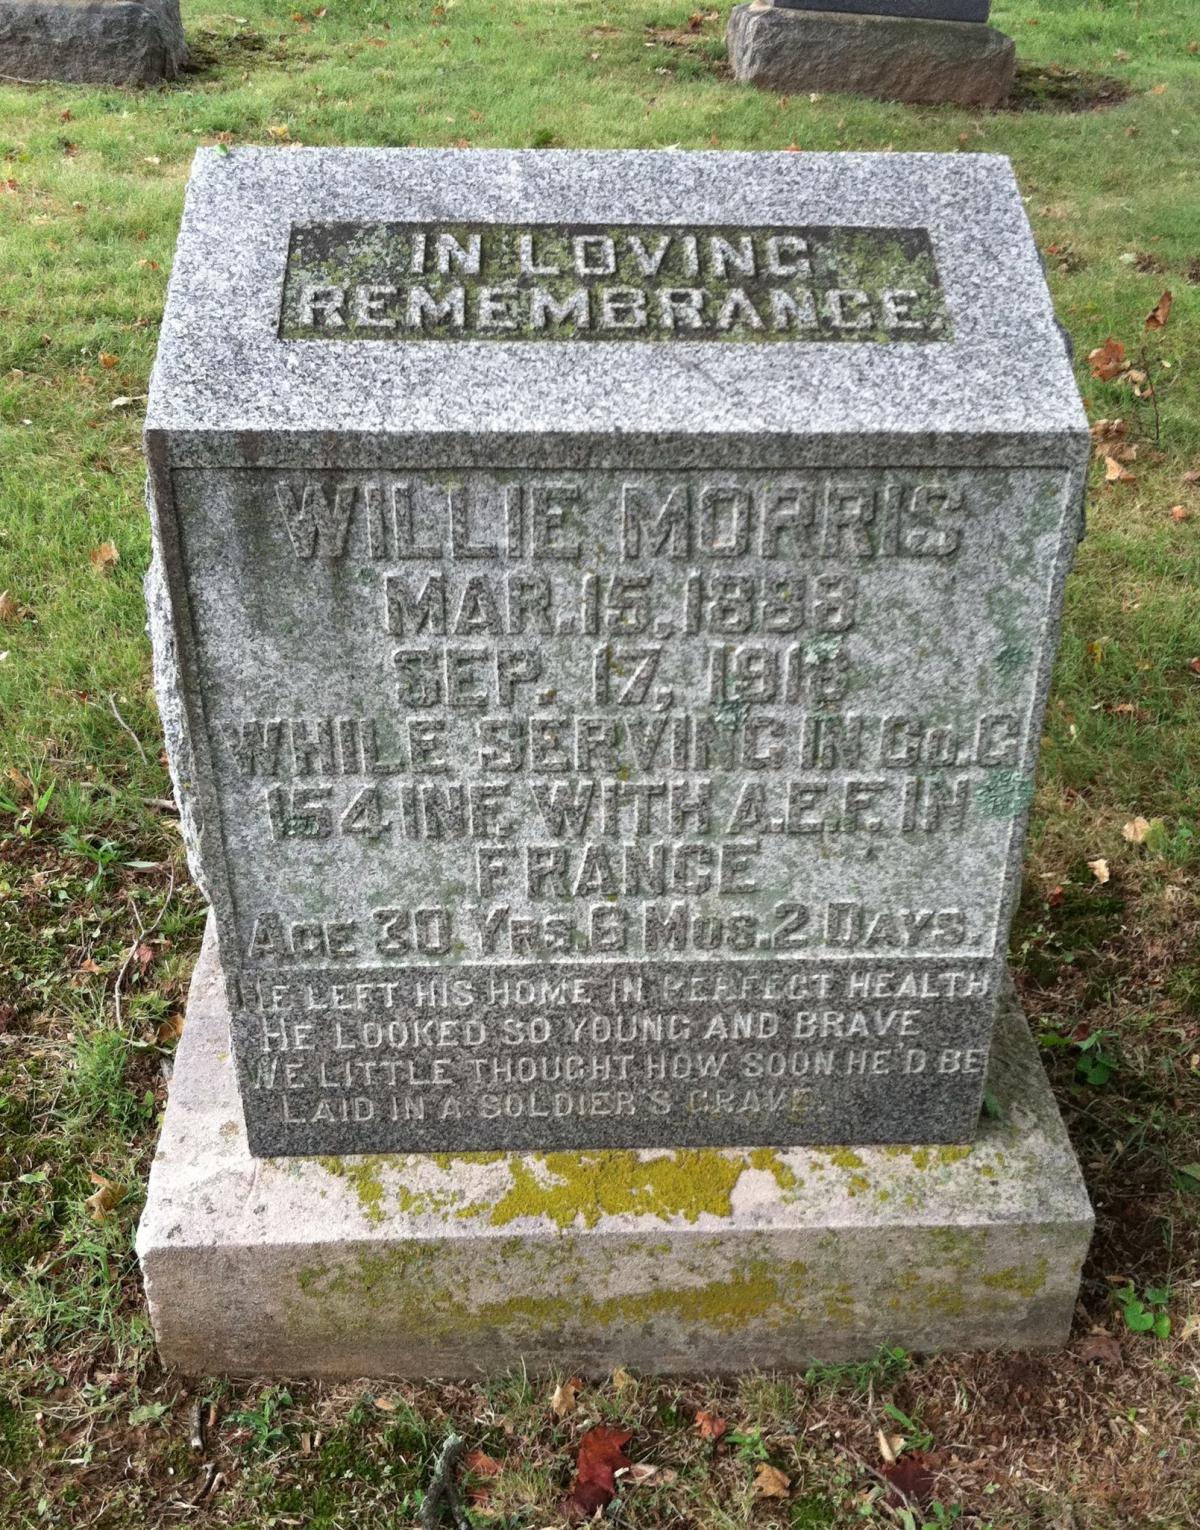 IN LOVING
REMEMBRANCE.
WILLIE MORRIS
MAR. 15, 1888
SEP. 17, 1918
WHILE SERVING IN CO. G
154 INF. WITH A.E.F. IN
FRANCE
AGE 30 YRS. 6 MOS. 2 DAYS.
HE LEFT HIS HOME IN PERFECT HEALTH
HE LOOKED SO YOUNG AND BRAVE
WE LITTLE THOUGHT HOW SOON HE'D BE
LAID IN A SOLDIER'S GRAVE.